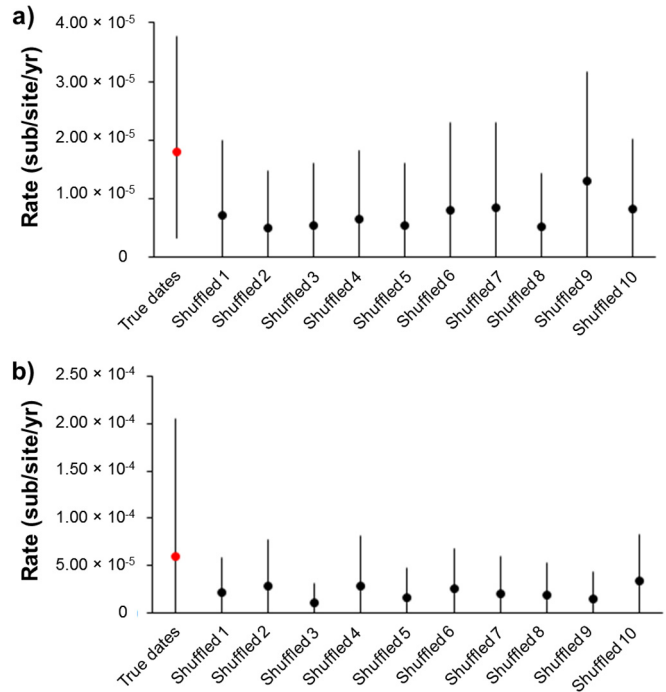 a)
Rate (sub/site/yr)
4.00 × 10⁻⁵
3.00 × 10⁻⁵
2.00 × 10⁻⁵
1.00 × 10⁻⁵
0
True dates
Shuffled 1
Shuffled 2
Shuffled 3
Shuffled 4
Shuffled 5
Shuffled 6
Shuffled 7
Shuffled 8
Shuffled 9
Shuffled 10
b)
Rate (sub/site/yr)
2.50 × 10⁻⁴
2.00 × 10⁻⁴
1.50 × 10⁻⁴
1.00 × 10⁻⁴
5.00 × 10⁻⁵
0
True dates
Shuffled 1
Shuffled 2
Shuffled 3
Shuffled 4
Shuffled 5
Shuffled 6
Shuffled 7
Shuffled 8
Shuffled 9
Shuffled 10